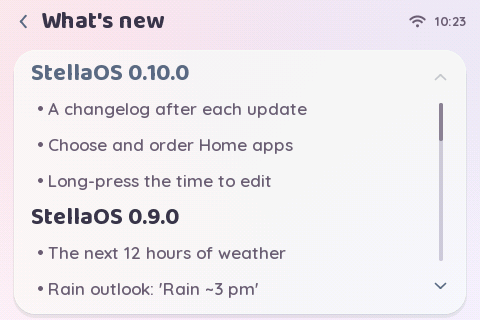 What's new
10:23
StellaOS 0.10.0
• A changelog after each update
• Choose and order Home apps
• Long-press the time to edit
StellaOS 0.9.0
• The next 12 hours of weather
• Rain outlook: 'Rain ~3 pm'